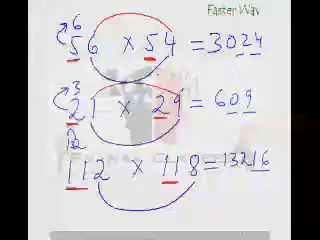 Faster Way
6
56 x 54 = 3024
3
21 x 29 = 609
12
112 x 118 = 13216